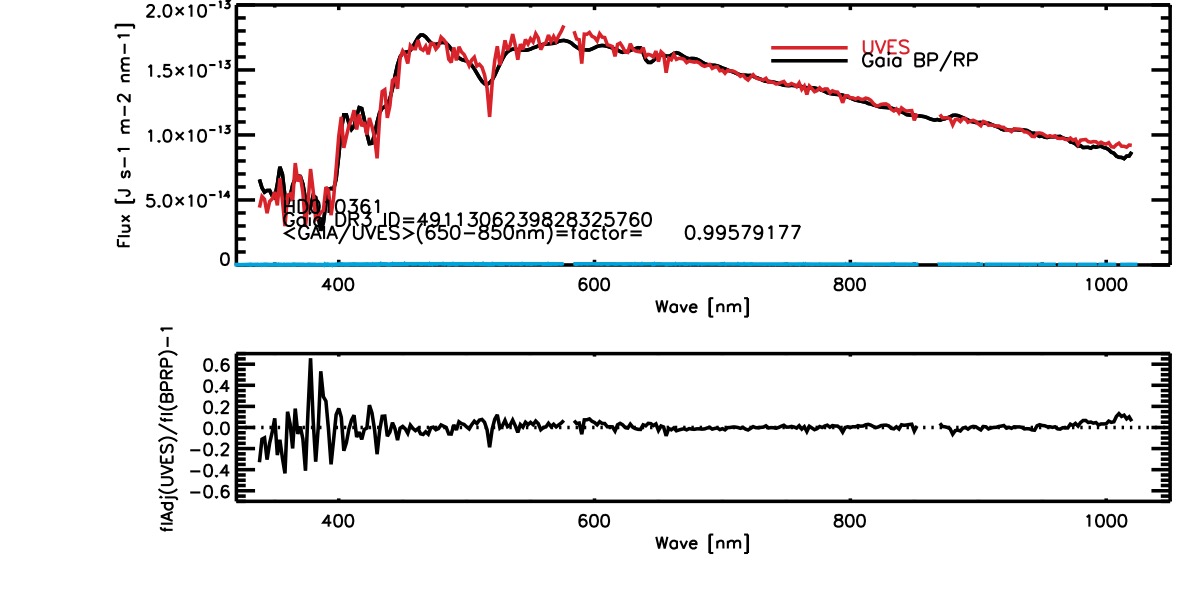 2.0×10−13
1.5×10−13
1.0×10−13
5.0×10−14
0
Flux [J s−1 m−2 nm−1]
UVES
Gaia BP/RP
HD010361
Gaia DR3 ID=4911306239828325760
<GAIA/UVES>(650−850nm)=factor= 0.99579177
400 600 800 1000
Wave [nm]
0.6
0.4
0.2
0.0
−0.2
−0.4
−0.6
flAdj(UVES)/fl(BPRP)−1
400 600 800 1000
Wave [nm]